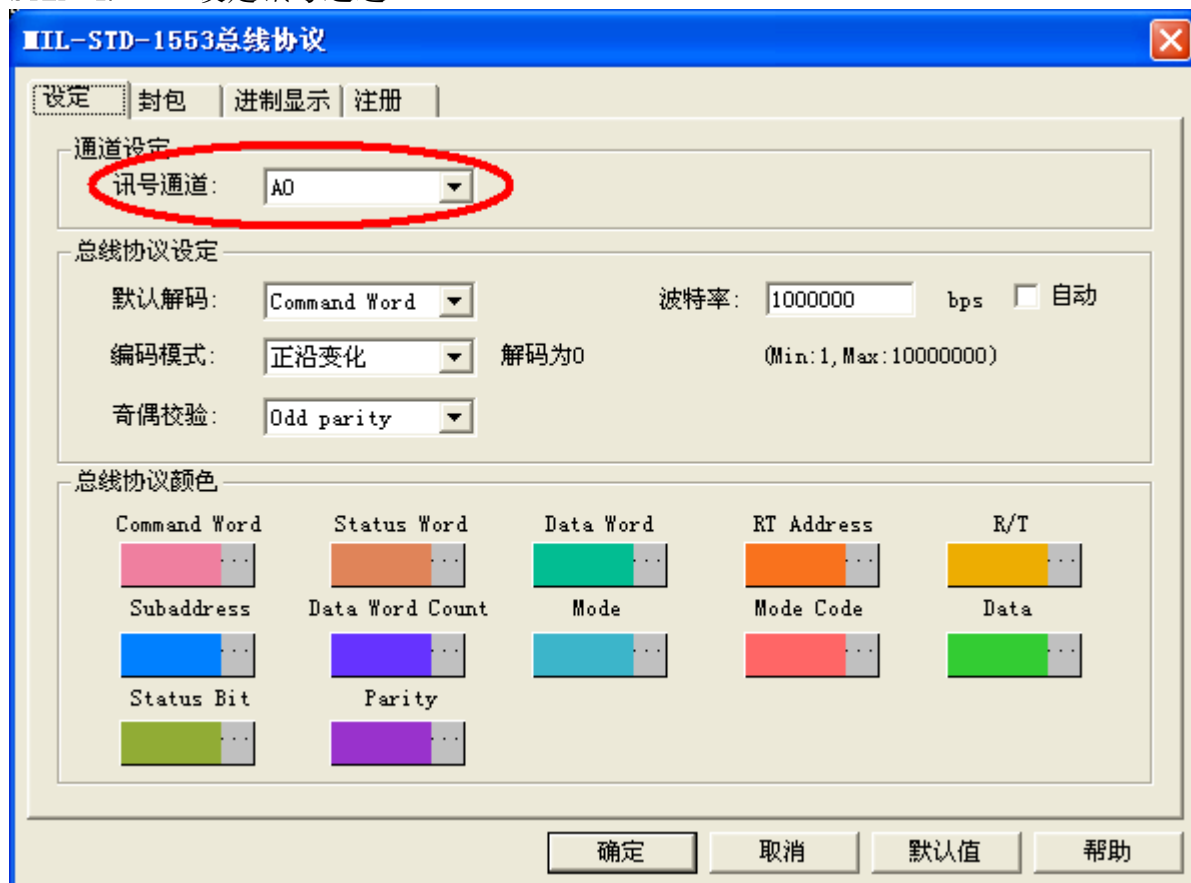 MIL-STD-1553总线协议
设定 封包 进制显示 注册
通道设定
讯号通道: A0
总线协议设定
默认解码: Command Word 波特率: 1000000 bps 自动
编码模式: 正沿变化 解码为0 (Min:1,Max:10000000)
奇偶校验: Odd parity
总线协议颜色
Command Word Status Word Data Word RT Address R/T
... ... ... ... ...
Subaddress Data Word Count Mode Mode Code Data
... ... ... ... ...
Status Bit Parity
... ...
确定 取消 默认值 帮助